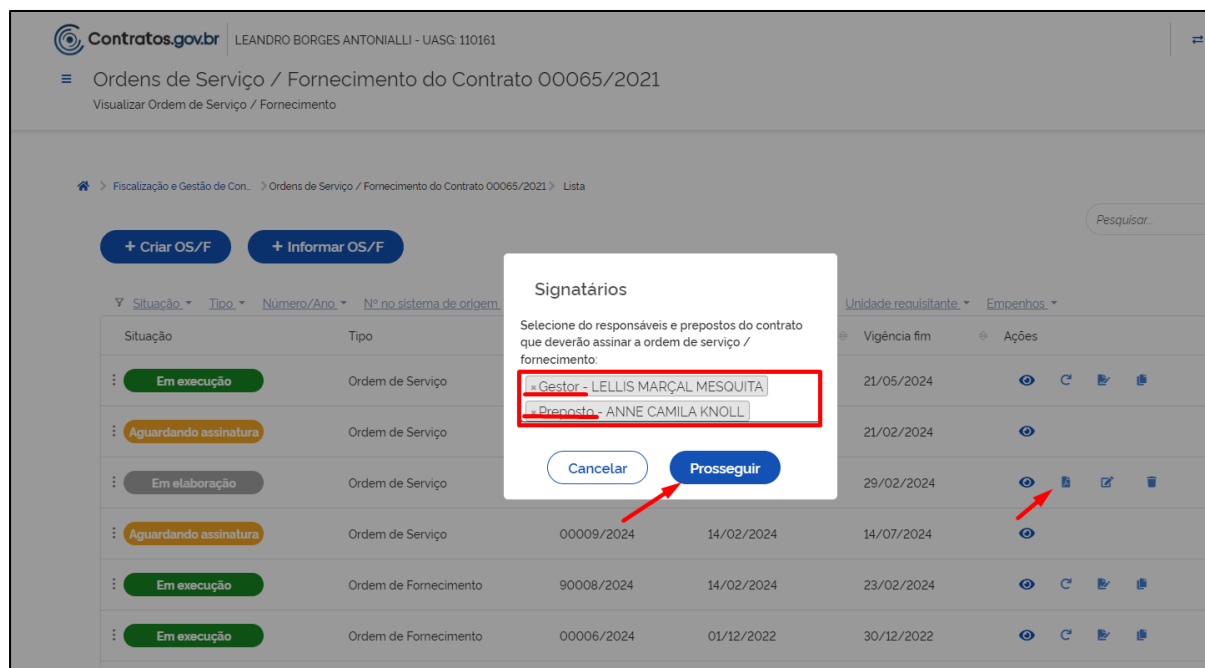 Contratos.gov.br LEANDRO BORGES ANTONIALLI - UASG: 110161
Ordens de Serviço / Fornecimento do Contrato 00065/2021
Visualizar Ordem de Serviço / Fornecimento
> Fiscalização e Gestão de Con... > Ordens de Serviço / Fornecimento do Contrato 00065/2021 > Lista
Pesquisar...
+ Criar OS/F + Informar OS/F
Situação Tipo Número/Ano Nº no sistema de origem Unidade requisitante Empenhos
Situação Tipo Vigência fim Ações
Em execução Ordem de Serviço 21/05/2024
Aguardando assinatura Ordem de Serviço 21/02/2024
Em elaboração Ordem de Serviço 29/02/2024
Aguardando assinatura Ordem de Serviço 00009/2024 14/02/2024 14/07/2024
Em execução Ordem de Fornecimento 90008/2024 14/02/2024 23/02/2024
Em execução Ordem de Fornecimento 00006/2024 01/12/2022 30/12/2022
Signatários
Selecione do responsáveis e prepostos do contrato
que deverão assinar a ordem de serviço /
fornecimento:
× Gestor - LELLIS MARÇAL MESQUITA
× Preposto - ANNE CAMILA KNOLL
Cancelar Prosseguir